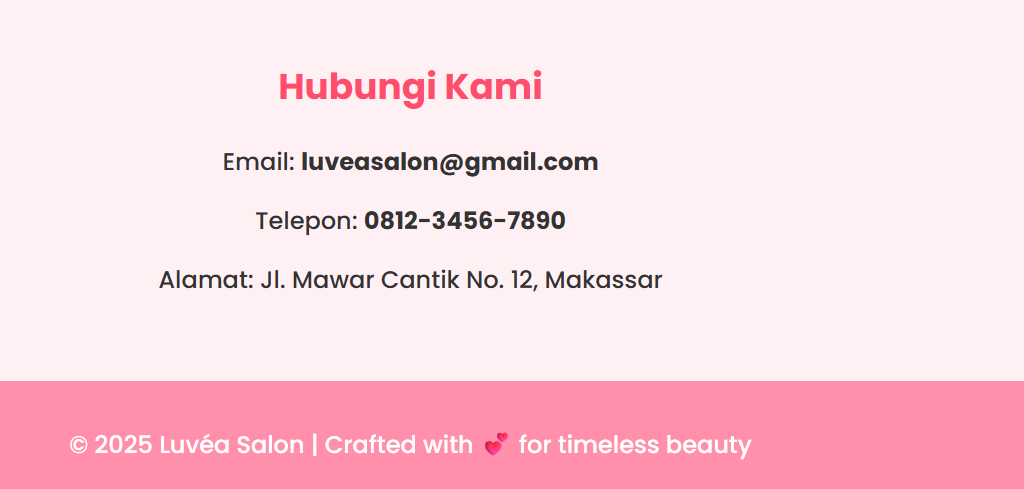 Hubungi Kami
Email: luveasalon@gmail.com
Telepon: 0812-3456-7890
Alamat: Jl. Mawar Cantik No. 12, Makassar
© 2025 Luvéa Salon | Crafted with 💕 for timeless beauty